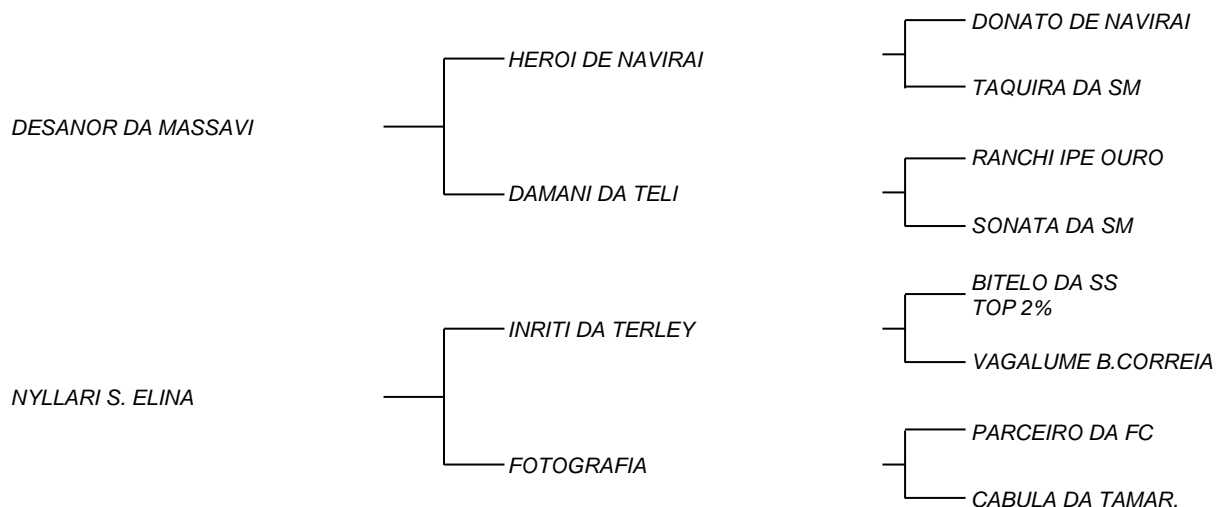 DONATO DE NAVIRAI
HEROI DE NAVIRAI
TAQUIRA DA SM
DESANOR DA MASSAVI
RANCHI IPE OURO
DAMANI DA TELI
SONATA DA SM
BITELO DA SS
TOP 2%
INRITI DA TERLEY
VAGALUME B.CORREIA
NYLLARI S. ELINA
PARCEIRO DA FC
FOTOGRAFIA
CABULA DA TAMAR.